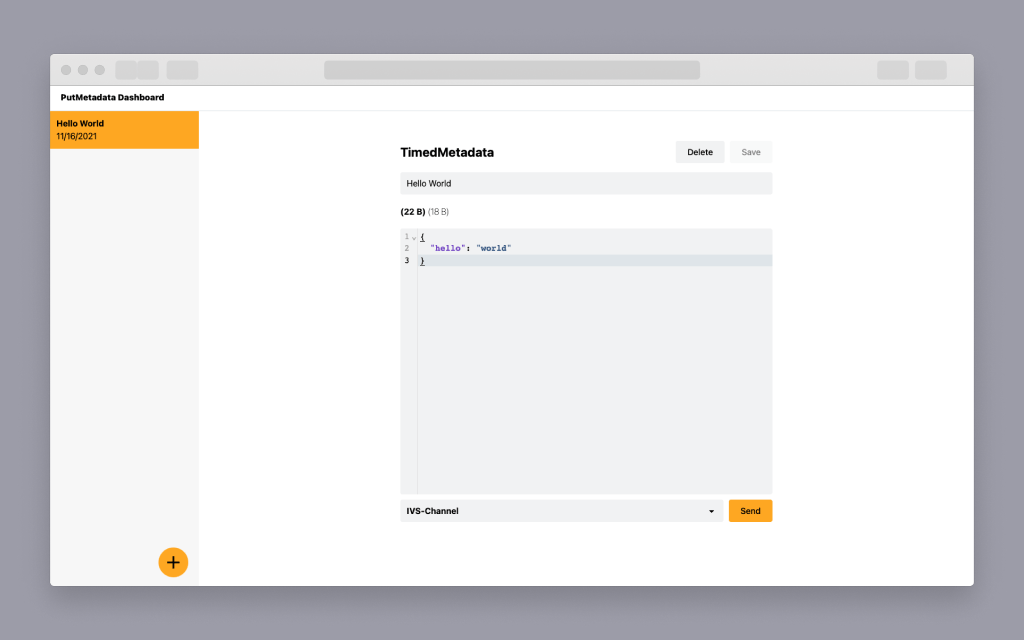 PutMetadata Dashboard
Hello World
11/16/2021
TimedMetadata
Delete
Save
Hello World
(22 B) (18 B)
1 {
2 "hello": "world"
3 }
IVS-Channel
Send